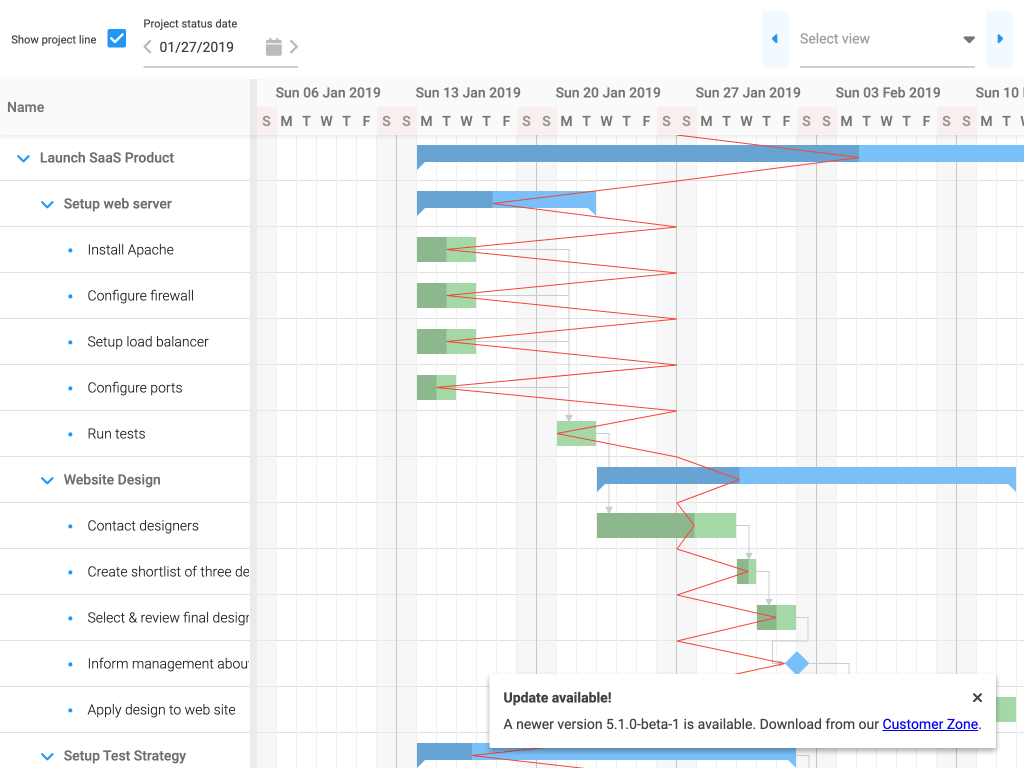 Show project line
Project status date
01/27/2019
Select view
Name
Sun 06 Jan 2019 Sun 13 Jan 2019 Sun 20 Jan 2019 Sun 27 Jan 2019 Sun 03 Feb 2019 Sun 10
S M T W T F S S M T W T F S S M T W T F S S M T W T F S S M T W T F S S M T
Launch SaaS Product
Setup web server
Install Apache
Configure firewall
Setup load balancer
Configure ports
Run tests
Website Design
Contact designers
Create shortlist of three de
Select & review final design
Inform management abou
Apply design to web site
Setup Test Strategy
Update available!
A newer version 5.1.0-beta-1 is available. Download from our Customer Zone.